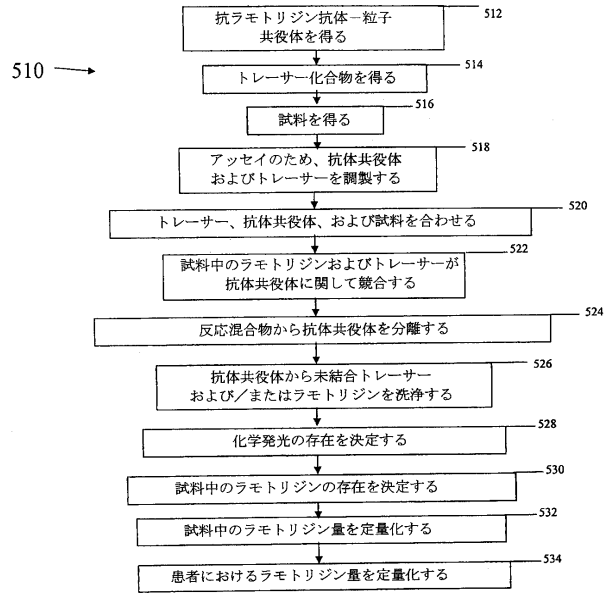 抗ラモトリジン抗体－粒子
共役体を得る
512
510
トレーサー化合物を得る
514
試料を得る
516
アッセイのため、抗体共役体
およびトレーサーを調製する
518
トレーサー、抗体共役体、および試料を合わせる
520
試料中のラモトリジンおよびトレーサーが
抗体共役体に関して競合する
522
反応混合物から抗体共役体を分離する
524
抗体共役体から未結合トレーサー
および／またはラモトリジンを洗浄する
526
化学発光の存在を決定する
528
試料中のラモトリジンの存在を決定する
530
試料中のラモトリジン量を定量化する
532
患者におけるラモトリジン量を定量化する
534